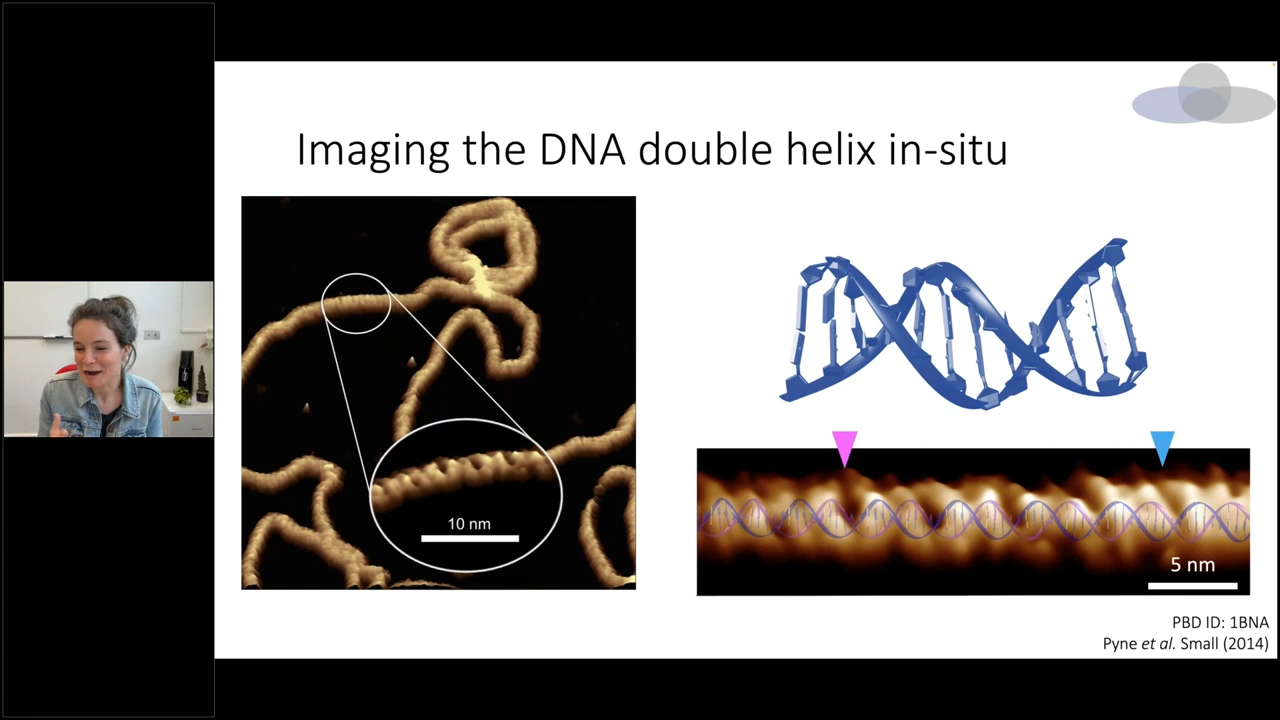 Imaging the DNA double helix in-situ
10 nm
5 nm
PBD ID: 1BNA
Pyne et al. Small (2014)